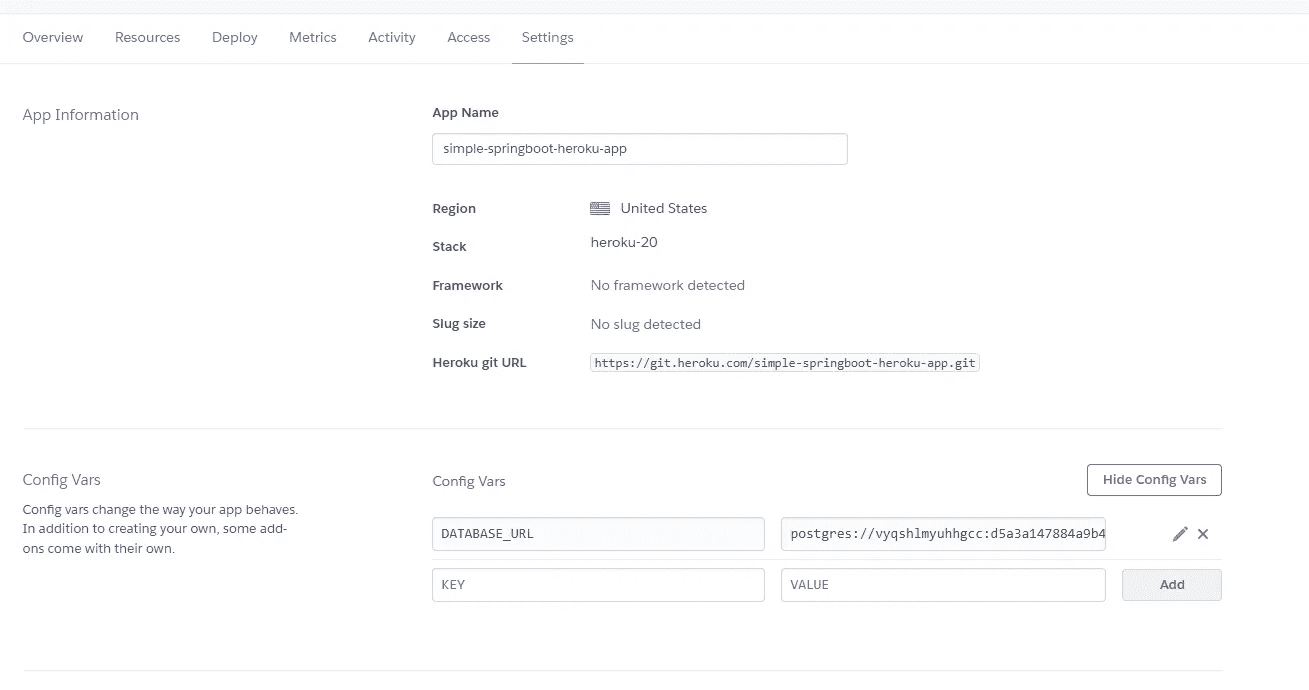 Overview Resources Deploy Metrics Activity Access Settings
App Information
App Name
simple-springboot-heroku-app
Region United States
Stack heroku-20
Framework No framework detected
Slug size No slug detected
Heroku git URL https://git.heroku.com/simple-springboot-heroku-app.git
Config Vars
Config vars change the way your app behaves.
In addition to creating your own, some add-
ons come with their own.
Config Vars Hide Config Vars
DATABASE_URL postgres://vyqshlmyuhhgcc:d5a3a147884a9b4
KEY VALUE Add